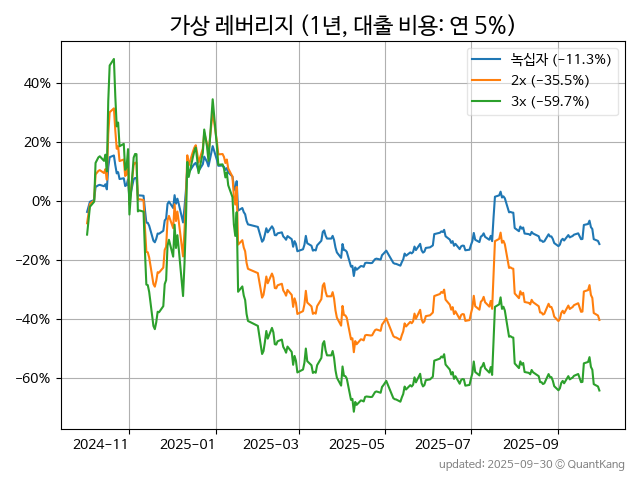 가상 레버리지 (1년, 대출 비용: 연 5%)
녹십자 (-11.3%)
2x (-35.5%)
3x (-59.7%)
40%
20%
0%
-20%
-40%
-60%
2024-11
2025-01
2025-03
2025-05
2025-07
2025-09
updated: 2025-09-30 © QuantKang